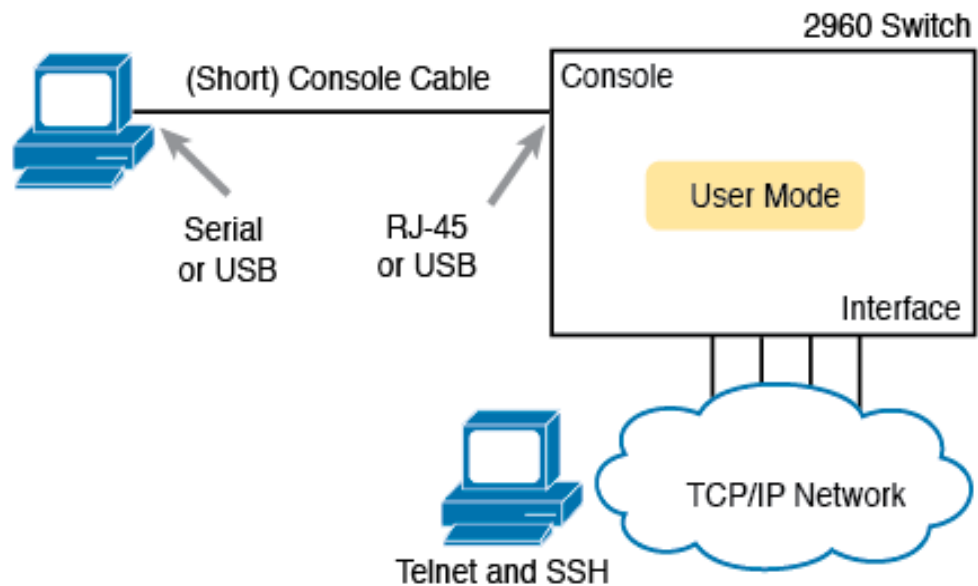 2960 Switch
(Short) Console Cable
Console
User Mode
Serial
or USB
RJ-45
or USB
Interface
TCP/IP Network
Telnet and SSH